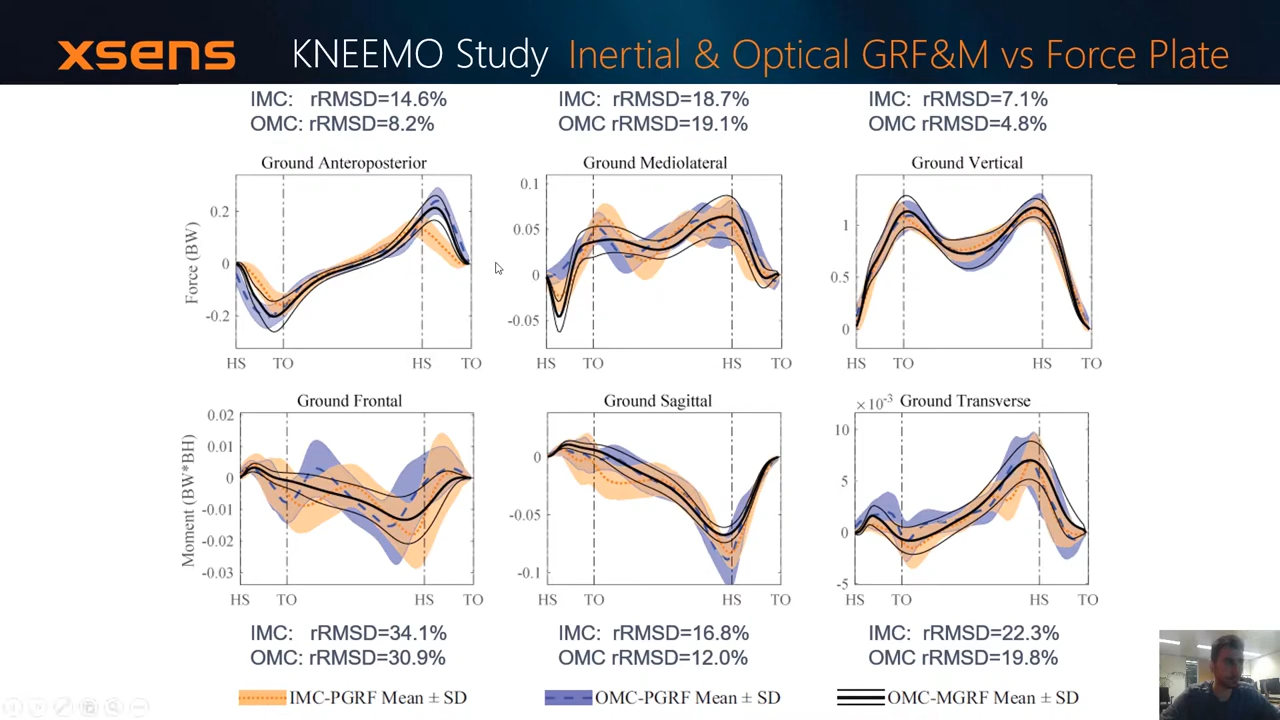 xsens KNEEMO Study Inertial & Optical GRF&M vs Force Plate
IMC: rRMSD=14.6%
OMC: rRMSD=8.2%
IMC: rRMSD=18.7%
OMC rRMSD=19.1%
IMC: rRMSD=7.1%
OMC rRMSD=4.8%
Ground Anteroposterior
Force (BW)
0.2
0
-0.2
HS TO HS TO
Ground Mediolateral
0.1
0.05
0
-0.05
HS TO HS TO
Ground Vertical
1
0.5
0
HS TO HS TO
Ground Frontal
Moment (BW*BH)
0.02
0.01
0
-0.01
-0.02
-0.03
HS TO HS TO
Ground Sagittal
0
-0.05
-0.1
HS TO HS TO
×10⁻³ Ground Transverse
10
5
0
-5
HS TO HS TO
IMC: rRMSD=34.1%
OMC: rRMSD=30.9%
IMC: rRMSD=16.8%
OMC rRMSD=12.0%
IMC: rRMSD=22.3%
OMC rRMSD=19.8%
IMC-PGRF Mean ± SD
OMC-PGRF Mean ± SD
OMC-MGRF Mean ± SD